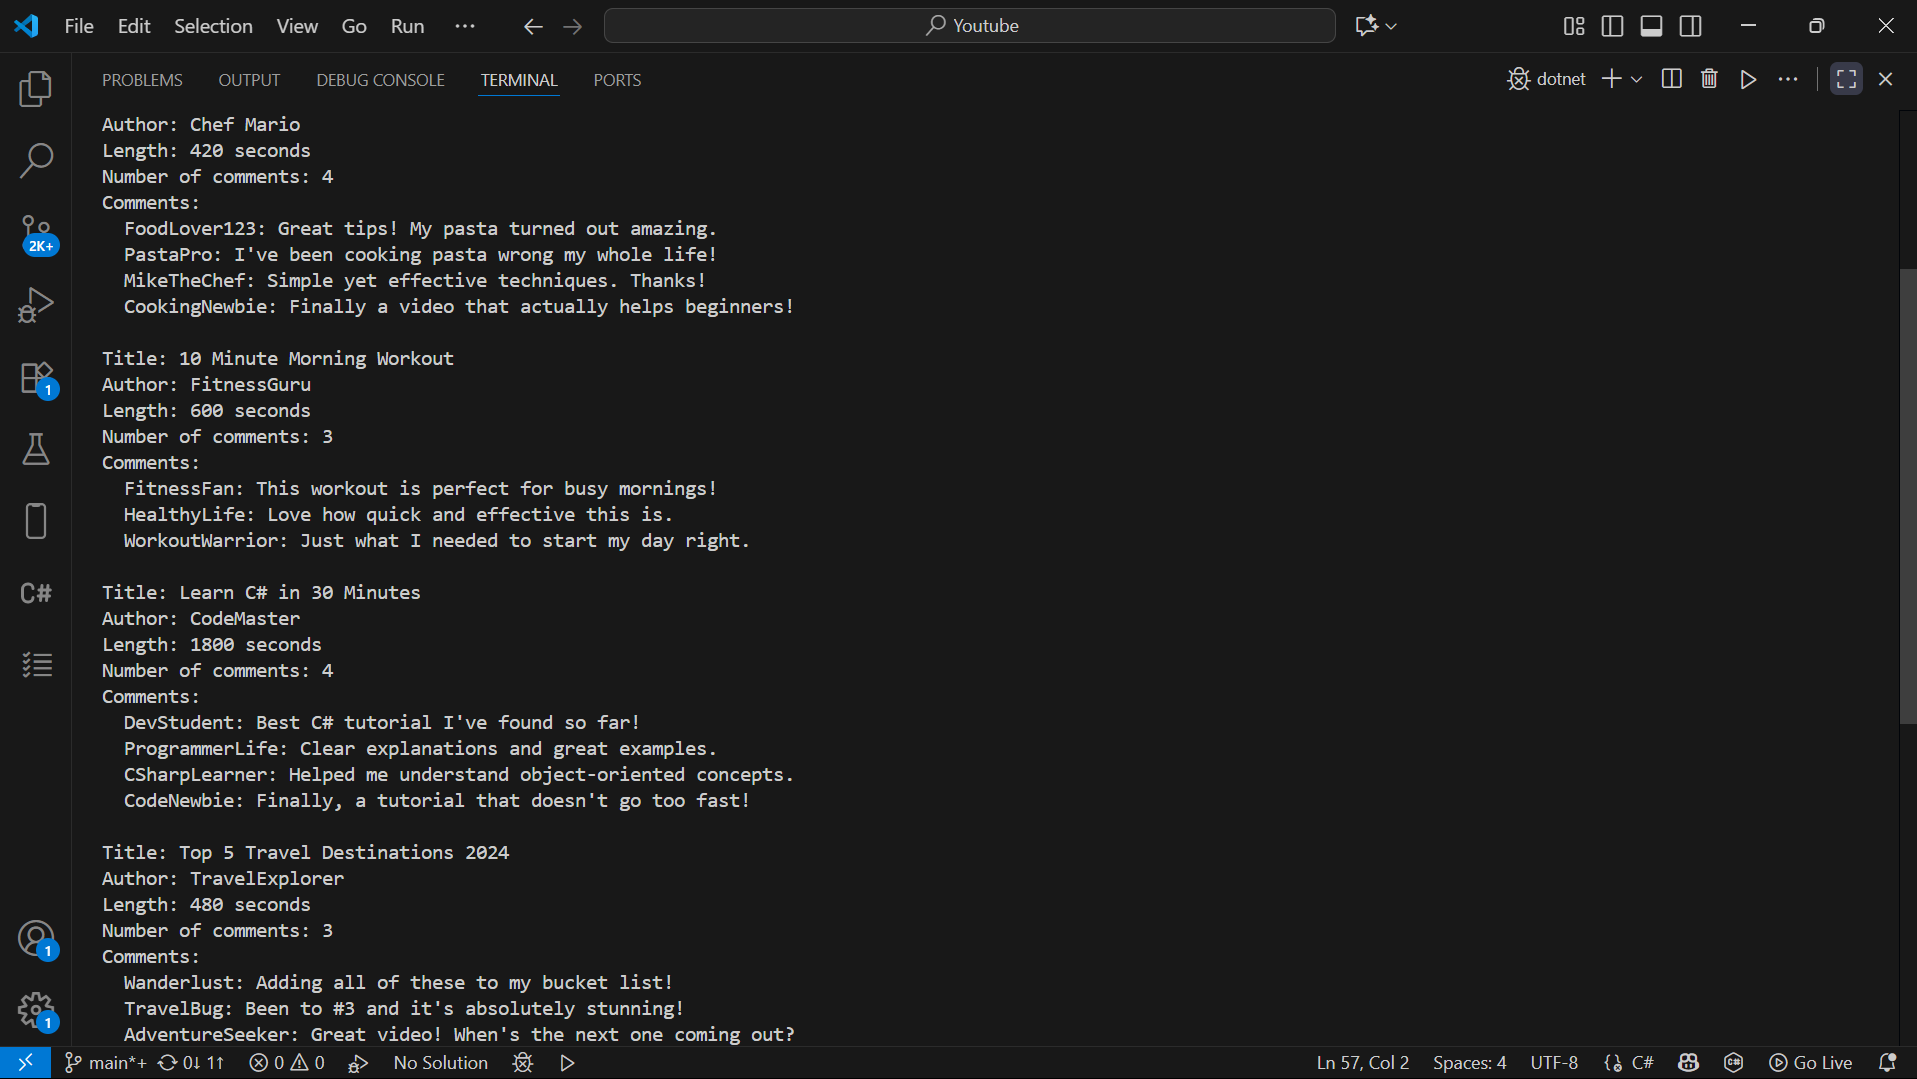 File Edit Selection View Go Run ··· Youtube
PROBLEMS OUTPUT DEBUG CONSOLE TERMINAL PORTS dotnet
Author: Chef Mario
Length: 420 seconds
Number of comments: 4
Comments:
FoodLover123: Great tips! My pasta turned out amazing.
PastaPro: I've been cooking pasta wrong my whole life!
MikeTheChef: Simple yet effective techniques. Thanks!
CookingNewbie: Finally a video that actually helps beginners!
Title: 10 Minute Morning Workout
Author: FitnessGuru
Length: 600 seconds
Number of comments: 3
Comments:
FitnessFan: This workout is perfect for busy mornings!
HealthyLife: Love how quick and effective this is.
WorkoutWarrior: Just what I needed to start my day right.
Title: Learn C# in 30 Minutes
Author: CodeMaster
Length: 1800 seconds
Number of comments: 4
Comments:
DevStudent: Best C# tutorial I've found so far!
ProgrammerLife: Clear explanations and great examples.
CSharpLearner: Helped me understand object-oriented concepts.
CodeNewbie: Finally, a tutorial that doesn't go too fast!
Title: Top 5 Travel Destinations 2024
Author: TravelExplorer
Length: 480 seconds
Number of comments: 3
Comments:
Wanderlust: Adding all of these to my bucket list!
TravelBug: Been to #3 and it's absolutely stunning!
AdventureSeeker: Great video! When's the next one coming out?
2K+
1
C#
1
1
main*+ 0↓ 1↑ 0 0 No Solution Ln 57, Col 2 Spaces: 4 UTF-8 {} C# Go Live